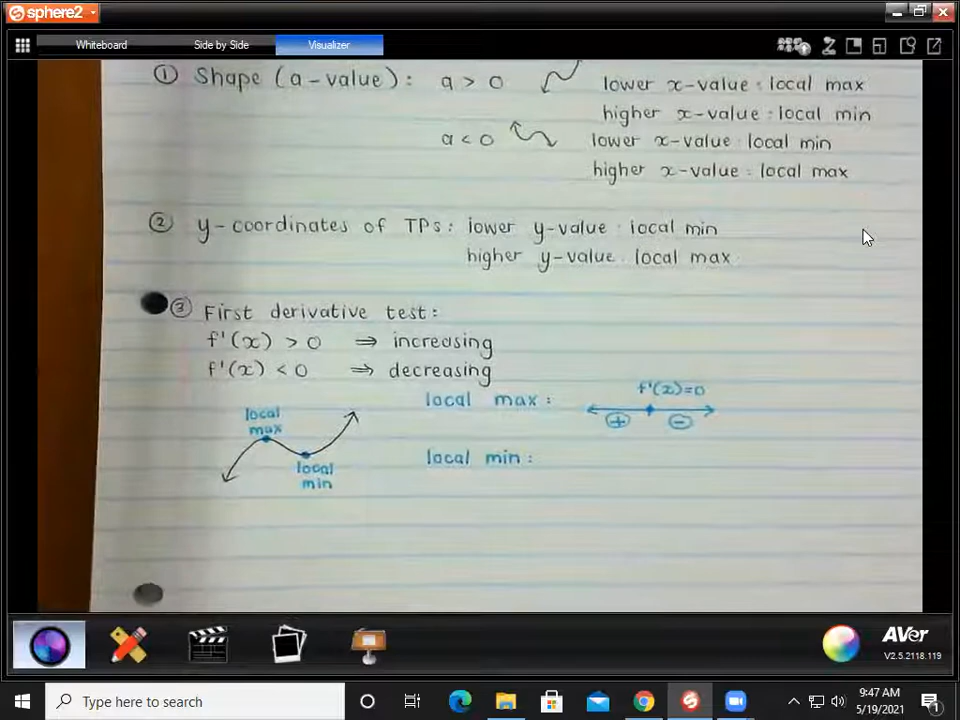 sphere2
Whiteboard
Side by Side
Visualizer
① Shape (a-value): a > 0 lower x-value : local max
higher x-value : local min
a < 0 lower x-value : local min
higher x-value : local max
② y-coordinates of TPs: lower y-value : local min
higher y-value : local max
③ First derivative test:
f'(x) > 0 ⇒ increasing
f'(x) < 0 ⇒ decreasing
local max : f'(x)=0
+ −
local
max
local
min
local min :
AVer
V2.5.2118.119
Type here to search
9:47 AM
5/19/2021
1